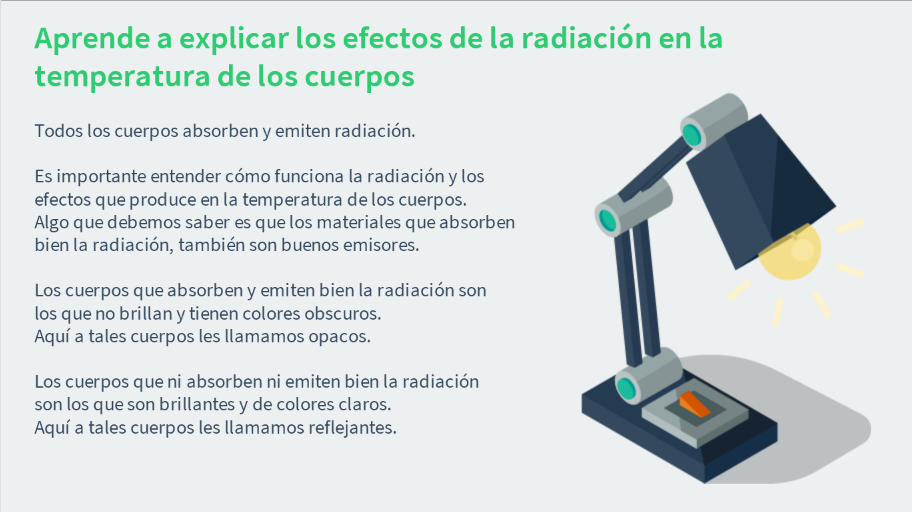 Aprende a explicar los efectos de la radiación en la
temperatura de los cuerpos
Todos los cuerpos absorben y emiten radiación.
Es importante entender cómo funciona la radiación y los
efectos que produce en la temperatura de los cuerpos.
Algo que debemos saber es que los materiales que absorben
bien la radiación, también son buenos emisores.
Los cuerpos que absorben y emiten bien la radiación son
los que no brillan y tienen colores obscuros.
Aquí a tales cuerpos les llamamos opacos.
Los cuerpos que ni absorben ni emiten bien la radiación
son los que son brillantes y de colores claros.
Aquí a tales cuerpos les llamamos reflejantes.